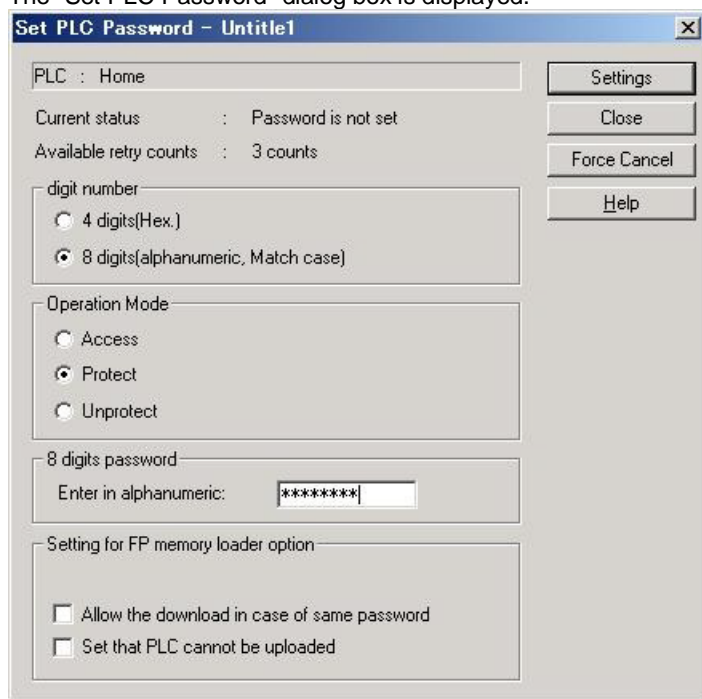 The "Set PLC Password" dialog box is displayed.
Set PLC Password - Untitle1
PLC : Home
Settings
Current status : Password is not set
Close
Available retry counts : 3 counts
Force Cancel
digit number
Help
4 digits(Hex.)
8 digits(alphanumeric, Match case)
Operation Mode
Access
Protect
Unprotect
8 digits password
Enter in alphanumeric: ********
Setting for FP memory loader option
Allow the download in case of same password
Set that PLC cannot be uploaded